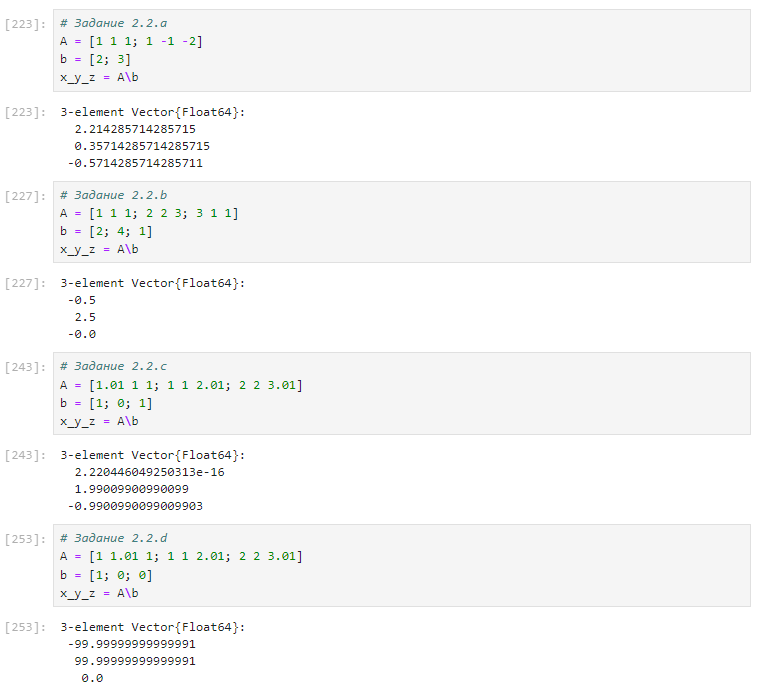 [223]: # Задание 2.2.a
A = [1 1 1; 1 -1 -2]
b = [2; 3]
x_y_z = A\b
[223]: 3-element Vector{Float64}:
2.214285714285715
0.35714285714285715
-0.5714285714285711
[227]: # Задание 2.2.b
A = [1 1 1; 2 2 3; 3 1 1]
b = [2; 4; 1]
x_y_z = A\b
[227]: 3-element Vector{Float64}:
-0.5
2.5
-0.0
[243]: # Задание 2.2.c
A = [1.01 1 1; 1 1 2.01; 2 2 3.01]
b = [1; 0; 1]
x_y_z = A\b
[243]: 3-element Vector{Float64}:
2.220446049250313e-16
1.99009900990099
-0.9900990099009903
[253]: # Задание 2.2.d
A = [1 1.01 1; 1 1 2.01; 2 2 3.01]
b = [1; 0; 0]
x_y_z = A\b
[253]: 3-element Vector{Float64}:
-99.99999999999991
99.99999999999991
0.0